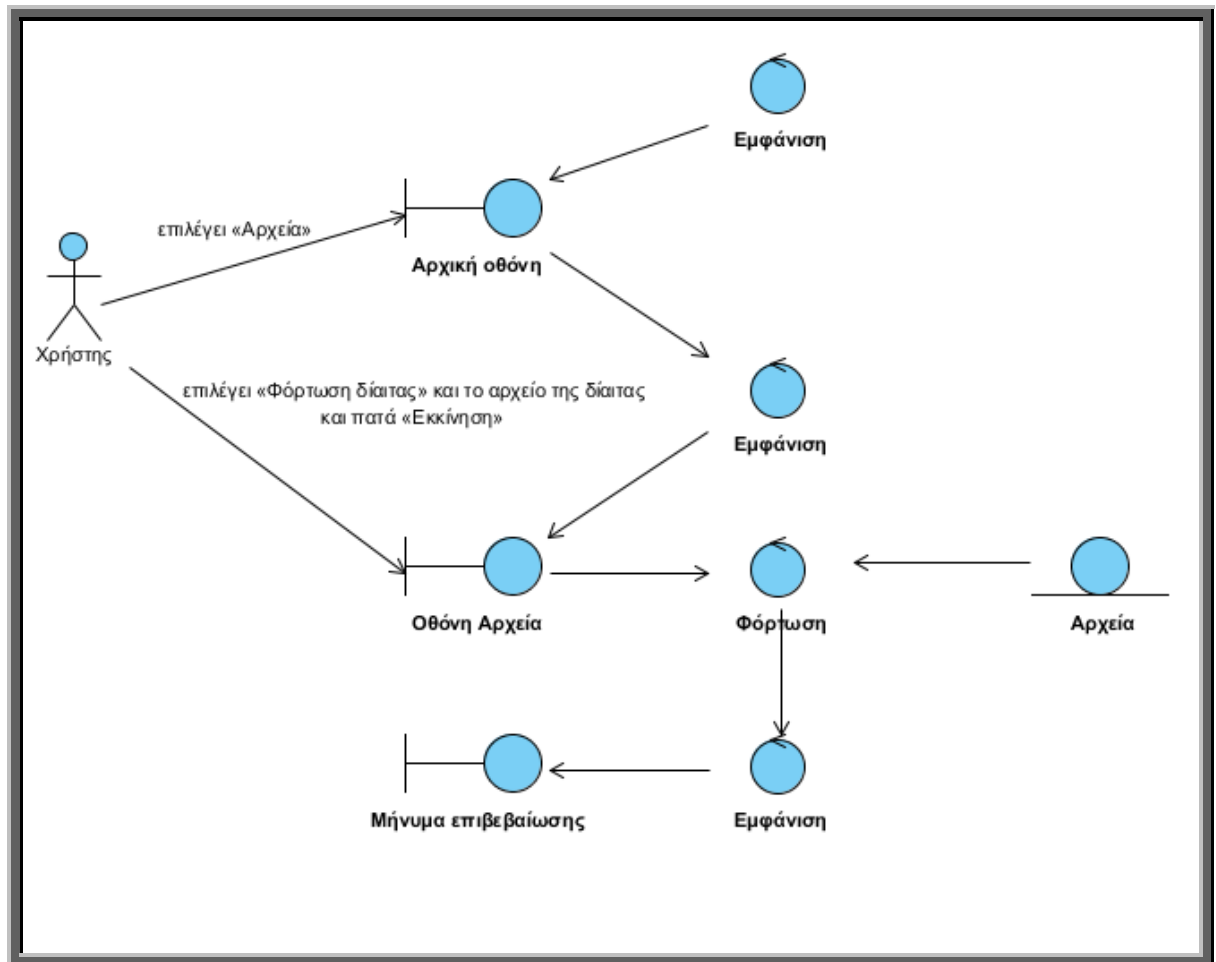 Εμφάνιση
επιλέγει «Αρχεία»
Αρχική οθόνη
Χρήστης
επιλέγει «Φόρτωση δίαιτας» και το αρχείο της δίαιτας
και πατά «Εκκίνηση»
Εμφάνιση
Οθόνη Αρχεία
Φόρτωση
Αρχεία
Μήνυμα επιβεβαίωσης
Εμφάνιση